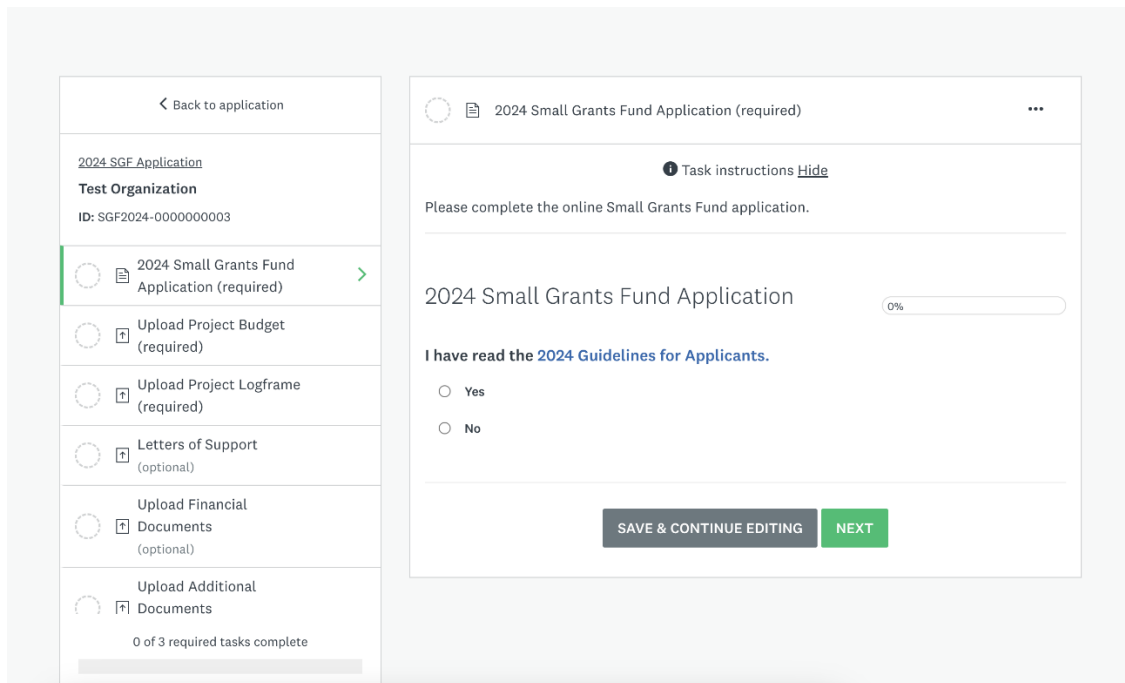 Back to application
2024 SGF Application
Test Organization
ID: SGF2024-0000000003
2024 Small Grants Fund
Application (required)
Upload Project Budget
(required)
Upload Project Logframe
(required)
Letters of Support
(optional)
Upload Financial
Documents
(optional)
Upload Additional
Documents
0 of 3 required tasks complete
2024 Small Grants Fund Application (required)
Task instructions Hide
Please complete the online Small Grants Fund application.
2024 Small Grants Fund Application
0%
I have read the 2024 Guidelines for Applicants.
Yes
No
SAVE & CONTINUE EDITING
NEXT